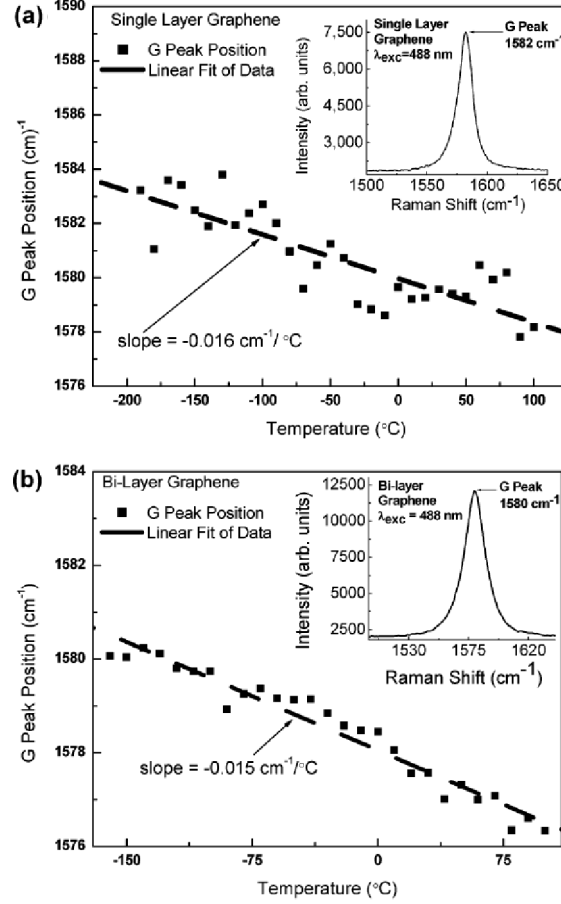 (a)
1590
1588
1586
1584
1582
1580
1578
1576
G Peak Position (cm)-1
Single Layer Graphene
G Peak Position
Linear Fit of Data
slope = -0.016 cm-1/ °C
-200 -150 -100 -50 0 50 100
Temperature (°C)
7,500
6,000
4,500
3,000
Intensity (arb. units)
Single Layer
Graphene
λexc=488 nm
G Peak
1582 cm-1
1500 1550 1600 1650
Raman Shift (cm-1)
(b)
1584
1582
1580
1578
1576
G Peak Position (cm-1)
Bi-Layer Graphene
G Peak Position
Linear Fit of Data
slope = -0.015 cm-1/°C
-150 -75 0 75
Temperature (°C)
12500
10000
7500
5000
2500
Intensity (arb. units)
Bi-layer
Graphene
λexc = 488 nm
G Peak
1580 cm-1
1530 1575 1620
Raman Shift (cm-1)